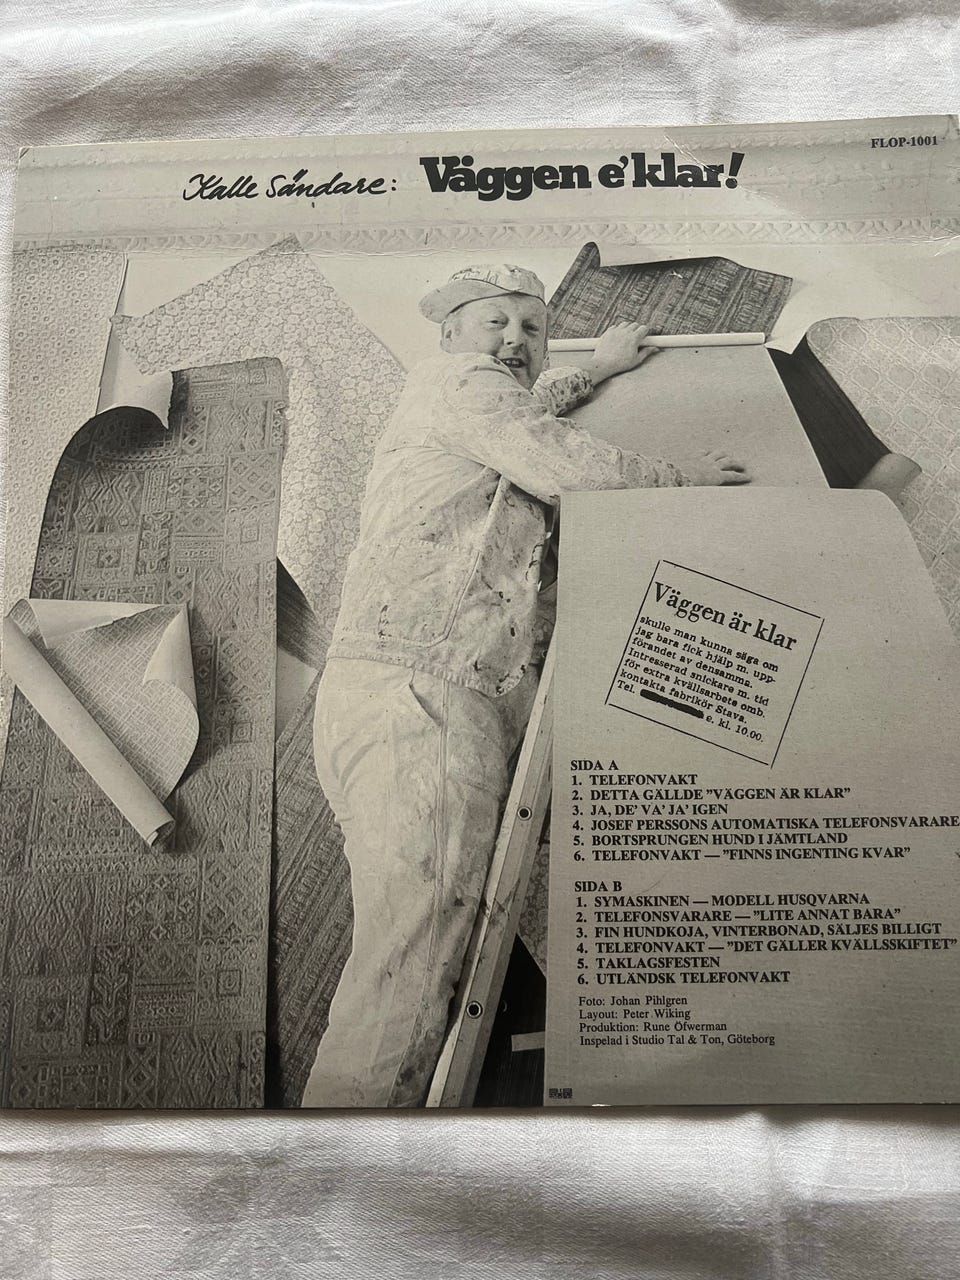 FLOP-1001
Kalle Sändare: Väggen e' klar!
Väggen är klar
skulle man kunna säga om
jag bara fick hjälp m. upp-
förandet av densamma.
Intresserad snickare m. tid
för extra kvällsarbete omb.
kontakta fabrikör Stava.
Tel. e. kl. 10.00.
SIDA A
1. TELEFONVAKT
2. DETTA GÄLLDE "VÄGGEN ÄR KLAR"
3. JA, DE' VA' JA' IGEN
4. JOSEF PERSSONS AUTOMATISKA TELEFONSVARARE
5. BORTSPRUNGEN HUND I JÄMTLAND
6. TELEFONVAKT — "FINNS INGENTING KVAR"
SIDA B
1. SYMASKINEN — MODELL HUSQVARNA
2. TELEFONSVARARE — "LITE ANNAT BARA"
3. FIN HUNDKOJA, VINTERBONAD, SÄLJES BILLIGT
4. TELEFONVAKT — "DET GÄLLER KVÄLLSSKIFTET"
5. TAKLAGSFESTEN
6. UTLÄNDSK TELEFONVAKT
Foto: Johan Pihlgren
Layout: Peter Wiking
Produktion: Rune Öfwerman
Inspelad i Studio Tal & Ton, Göteborg